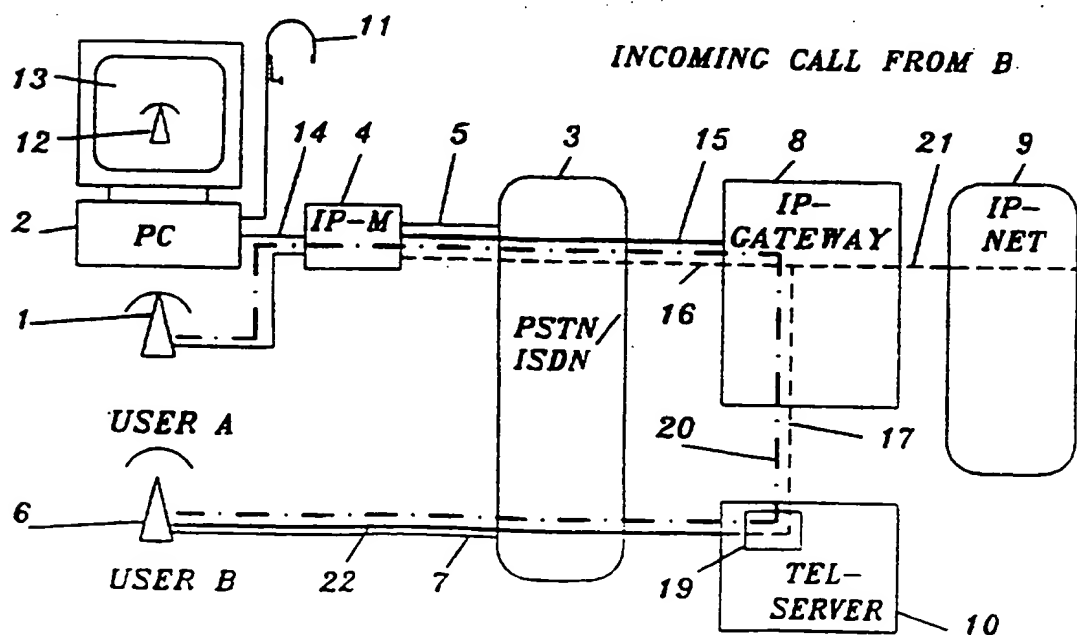 11
INCOMING CALL FROM B
13
12
14
4
5
3
15
8
21
9
2
PC
IP-M
IP-
GATEWAY
IP-
NET
1
16
PSTN/
ISDN
USER A
20
17
6
USER B
22
7
19
TEL-
SERVER
10